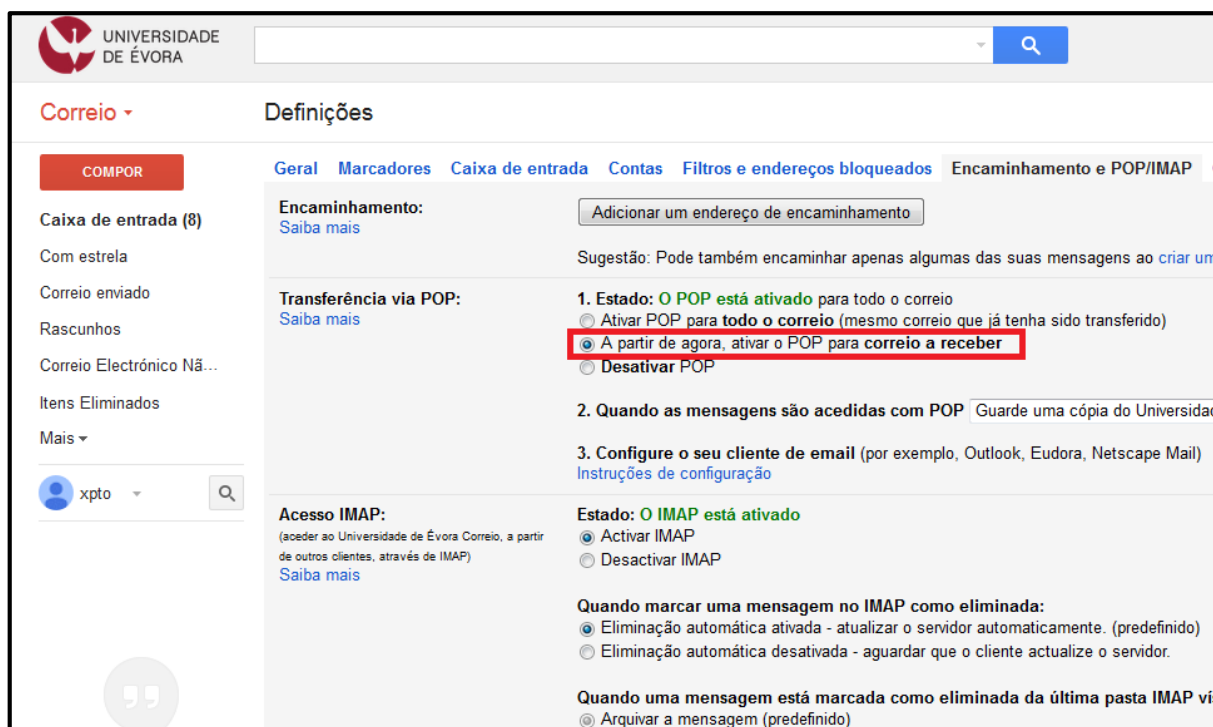 UNIVERSIDADE
DE ÉVORA
Correio
Definições
COMPOR
Geral Marcadores Caixa de entrada Contas Filtros e endereços bloqueados Encaminhamento e POP/IMAP
Caixa de entrada (8)
Com estrela
Correio enviado
Rascunhos
Correio Electrónico Nã...
Itens Eliminados
Mais
xpto
Encaminhamento:
Saiba mais
Adicionar um endereço de encaminhamento
Sugestão: Pode também encaminhar apenas algumas das suas mensagens ao criar um
Transferência via POP:
Saiba mais
1. Estado: O POP está ativado para todo o correio
Ativar POP para todo o correio (mesmo correio que já tenha sido transferido)
A partir de agora, ativar o POP para correio a receber
Desativar POP
2. Quando as mensagens são acedidas com POP Guarde uma cópia do
3. Configure o seu cliente de email (por exemplo, Outlook, Eudora, Netscape Mail)
Instruções de configuração
Acesso IMAP:
(aceder ao Universidade de Évora Correio, a partir
de outros clientes, através de IMAP)
Saiba mais
Estado: O IMAP está ativado
Activar IMAP
Desactivar IMAP
Quando marcar uma mensagem no IMAP como eliminada:
Eliminação automática ativada - atualizar o servidor automaticamente. (predefinido)
Eliminação automática desativada - aguardar que o cliente actualize o servidor.
Quando uma mensagem está marcada como eliminada da última pasta IMAP
Arquivar a mensagem (predefinido)